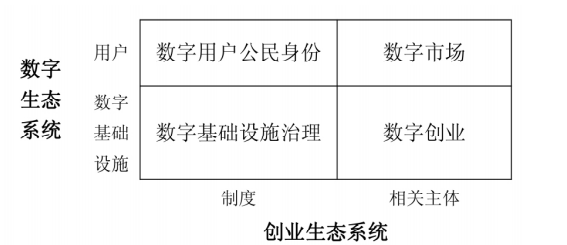 用户
数字用户公民身份
数字市场
数字
生态
系统
数字
基础
设施
数字基础设施治理
数字创业
制度
相关主体
创业生态系统